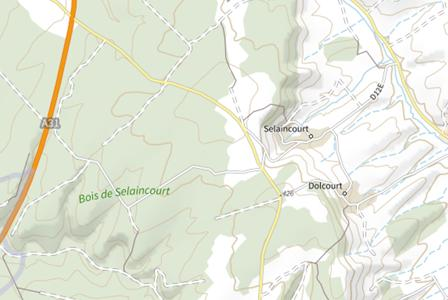 A31
D12E
Selaincourt
Bois de Selaincourt
Dolcourt
426